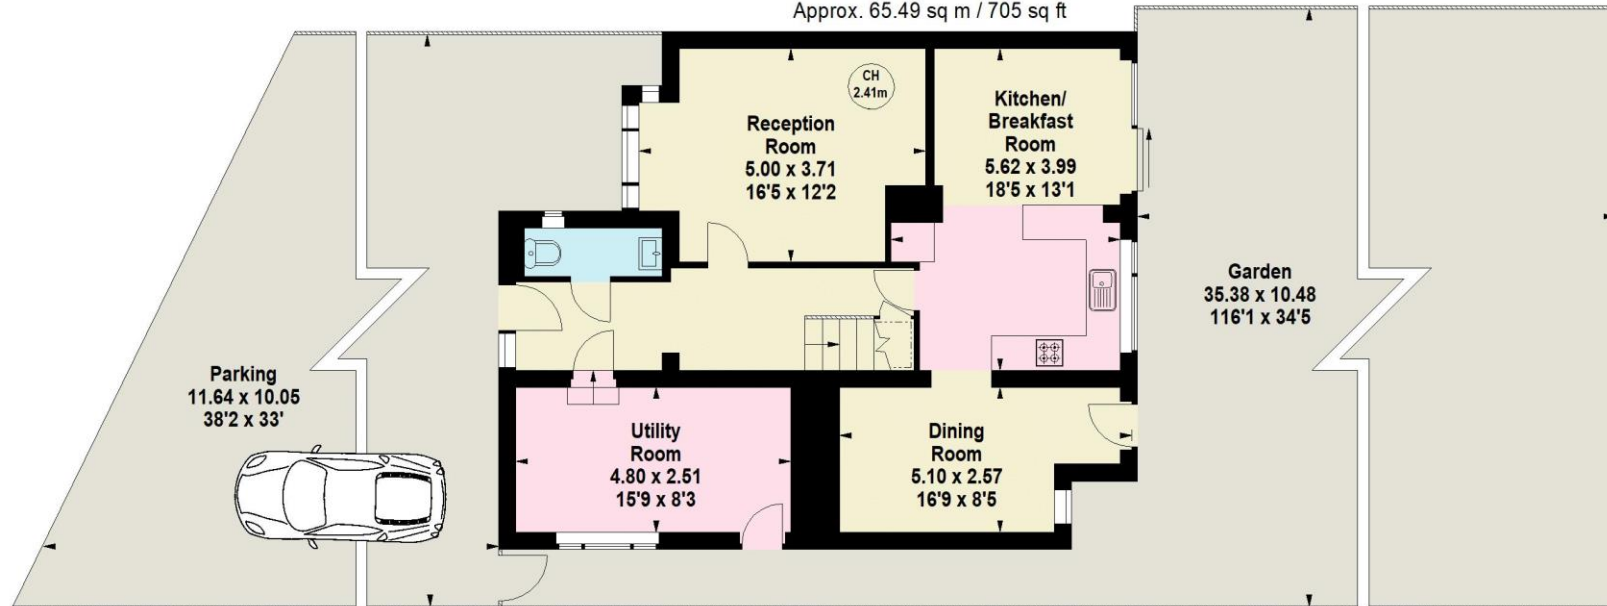 Approx. 65.49 sq m / 705 sq ft
CH
2.41m
Reception
Room
5.00 x 3.71
16'5 x 12'2
Kitchen/
Breakfast
Room
5.62 x 3.99
18'5 x 13'1
Garden
35.38 x 10.48
116'1 x 34'5
Parking
11.64 x 10.05
38'2 x 33'
Utility
Room
4.80 x 2.51
15'9 x 8'3
Dining
Room
5.10 x 2.57
16'9 x 8'5